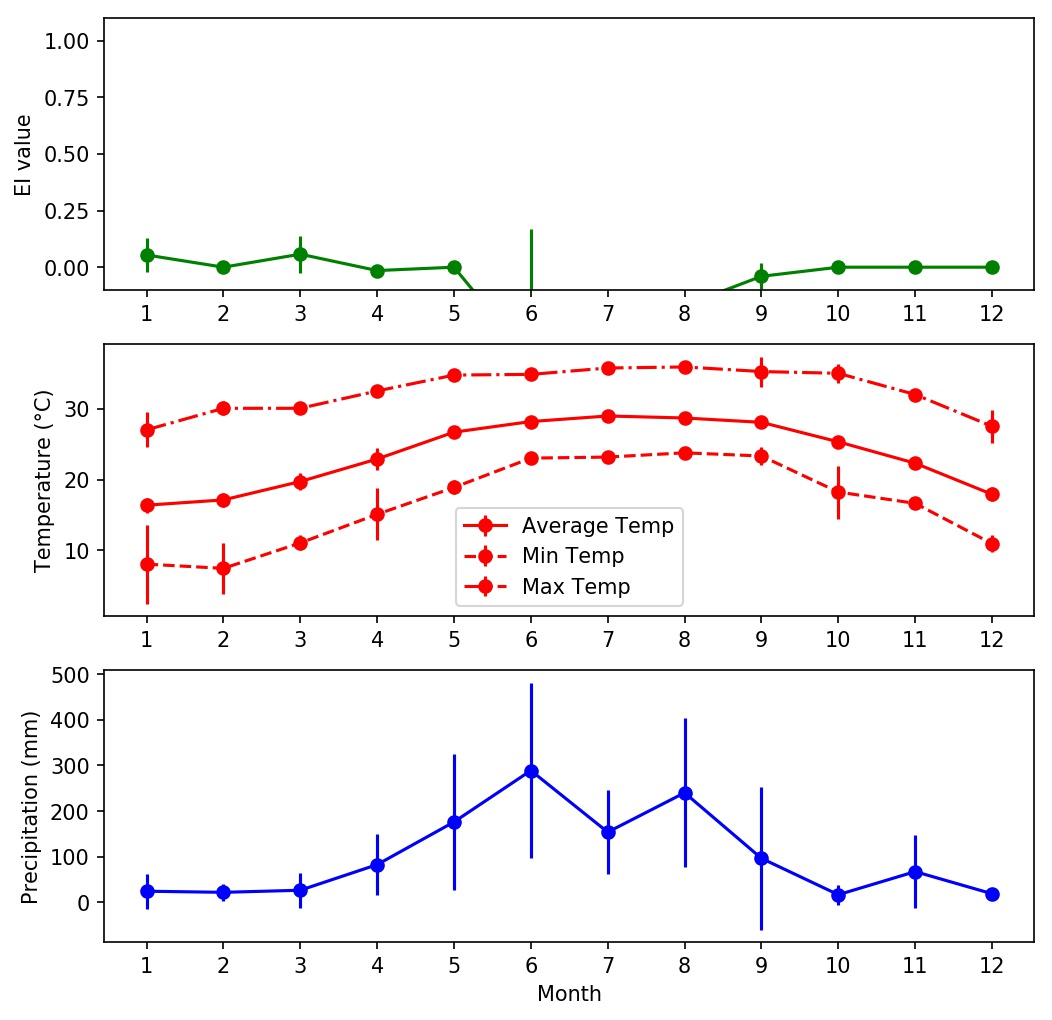 1.00
0.75
0.50
0.25
0.00
EI value
1 2 3 4 5 6 7 8 9 10 11 12
30
20
10
Temperature (°C)
Average Temp
Min Temp
Max Temp
1 2 3 4 5 6 7 8 9 10 11 12
500
400
300
200
100
0
Precipitation (mm)
1 2 3 4 5 6 7 8 9 10 11 12
Month